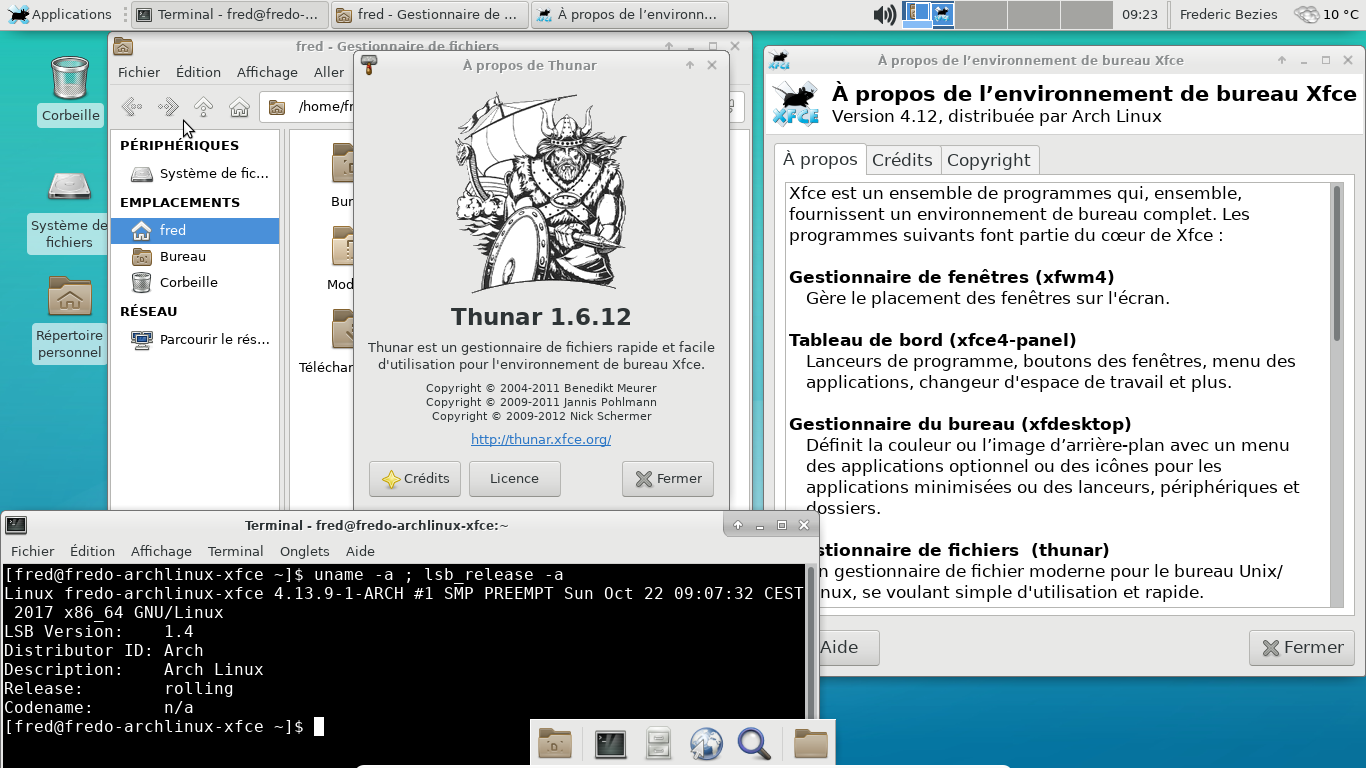 Applications
Terminal - fred@fredo-...
fred - Gestionnaire de ...
À propos de l’environn...
09:23
Frederic Bezies
10 °C
Corbeille
Système de
fichiers
Répertoire
personnel
fred - Gestionnaire de fichiers
Fichier Édition Affichage Aller
/home/fr
PÉRIPHÉRIQUES
Système de fic...
EMPLACEMENTS
fred
Bureau
Corbeille
RÉSEAU
Parcourir le rés...
Bur
Mod
Téléchar
À propos de Thunar
Thunar 1.6.12
Thunar est un gestionnaire de fichiers rapide et facile
d'utilisation pour l'environnement de bureau Xfce.
Copyright © 2004-2011 Benedikt Meurer
Copyright © 2009-2011 Jannis Pohlmann
Copyright © 2009-2012 Nick Schermer
http://thunar.xfce.org/
Crédits Licence Fermer
À propos de l’environnement de bureau Xfce
XFCE
À propos de l’environnement de bureau Xfce
Version 4.12, distribuée par Arch Linux
À propos Crédits Copyright
Xfce est un ensemble de programmes qui, ensemble,
fournissent un environnement de bureau complet. Les
programmes suivants font partie du cœur de Xfce :
Gestionnaire de fenêtres (xfwm4)
Gère le placement des fenêtres sur l'écran.
Tableau de bord (xfce4-panel)
Lanceurs de programme, boutons des fenêtres, menu des
applications, changeur d'espace de travail et plus.
Gestionnaire du bureau (xfdesktop)
Définit la couleur ou l’image d’arrière-plan avec un menu
des applications optionnel ou des icônes pour les
applications minimisées ou des lanceurs, périphériques et
dossiers.
stionnaire de fichiers (thunar)
n gestionnaire de fichier moderne pour le bureau Unix/
nux, se voulant simple d'utilisation et rapide.
Aide Fermer
Terminal - fred@fredo-archlinux-xfce:~
Fichier Édition Affichage Terminal Onglets Aide
[fred@fredo-archlinux-xfce ~]$ uname -a ; lsb_release -a
Linux fredo-archlinux-xfce 4.13.9-1-ARCH #1 SMP PREEMPT Sun Oct 22 09:07:32 CEST
2017 x86_64 GNU/Linux
LSB Version: 1.4
Distributor ID: Arch
Description: Arch Linux
Release: rolling
Codename: n/a
[fred@fredo-archlinux-xfce ~]$